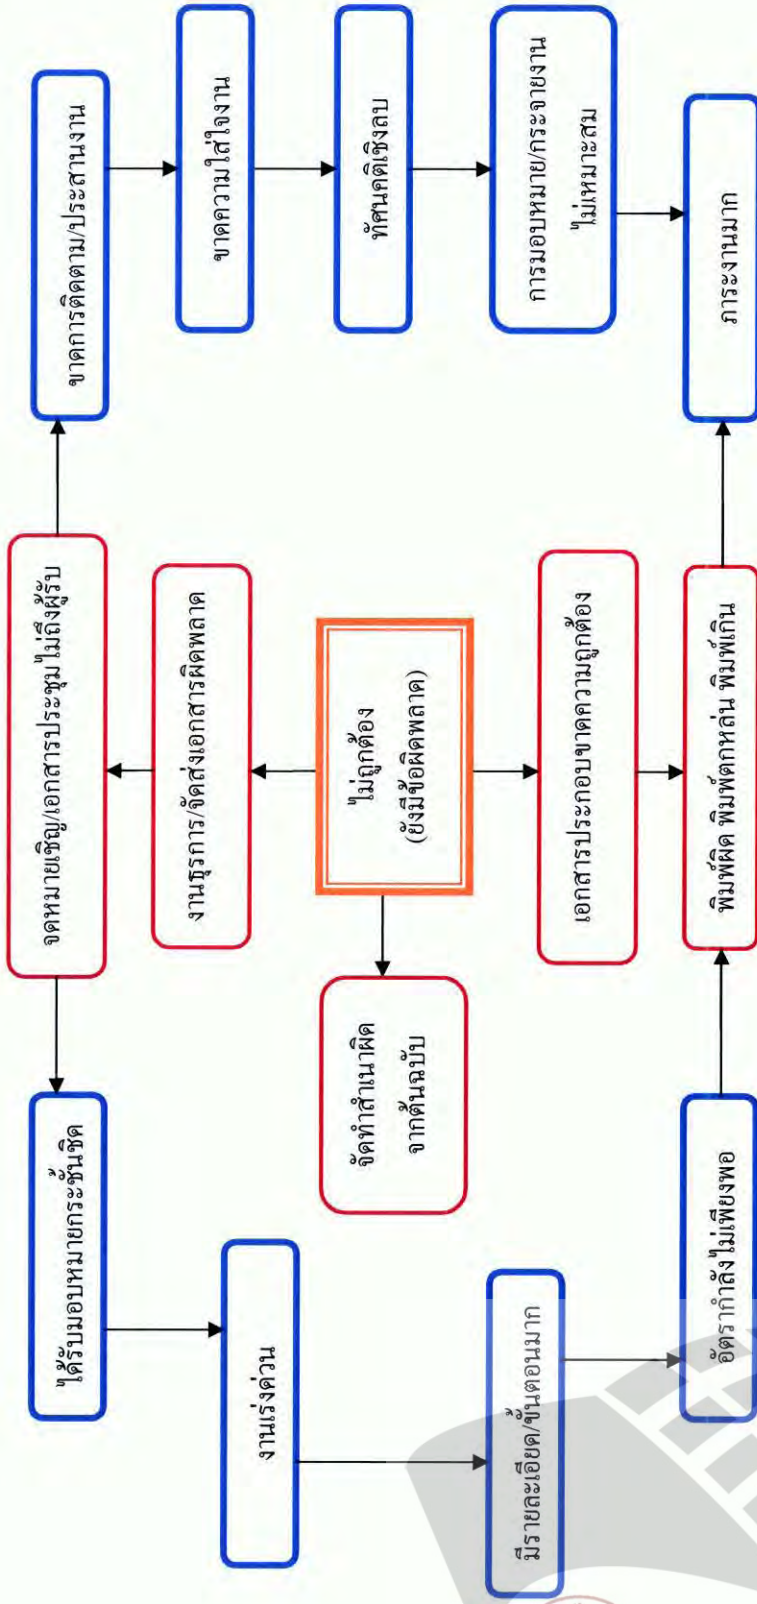 ได้รับมอบหมายกระชั้นชิด
จดหมายเชิญ/เอกสารประชุมไม่ถึงผู้รับ
ขาดการติดตาม/ประสานงาน
งานเร่งด่วน
งานธุรการ/จัดส่งเอกสารผิดพลาด
ขาดความใส่ใจงาน
จัดทำสำเนาผิด
จากต้นฉบับ
ไม่ถูกต้อง
(ยังมีข้อผิดพลาด)
ทัศนคติเชิงลบ
มีรายละเอียด/ขั้นตอนมาก
เอกสารประกอบขาดความถูกต้อง
การมอบหมาย/กระจายงาน
ไม่เหมาะสม
อัตรากำลังไม่เพียงพอ
พิมพ์ผิด พิมพ์ตกหล่น พิมพ์เกิน
ภาระงานมาก